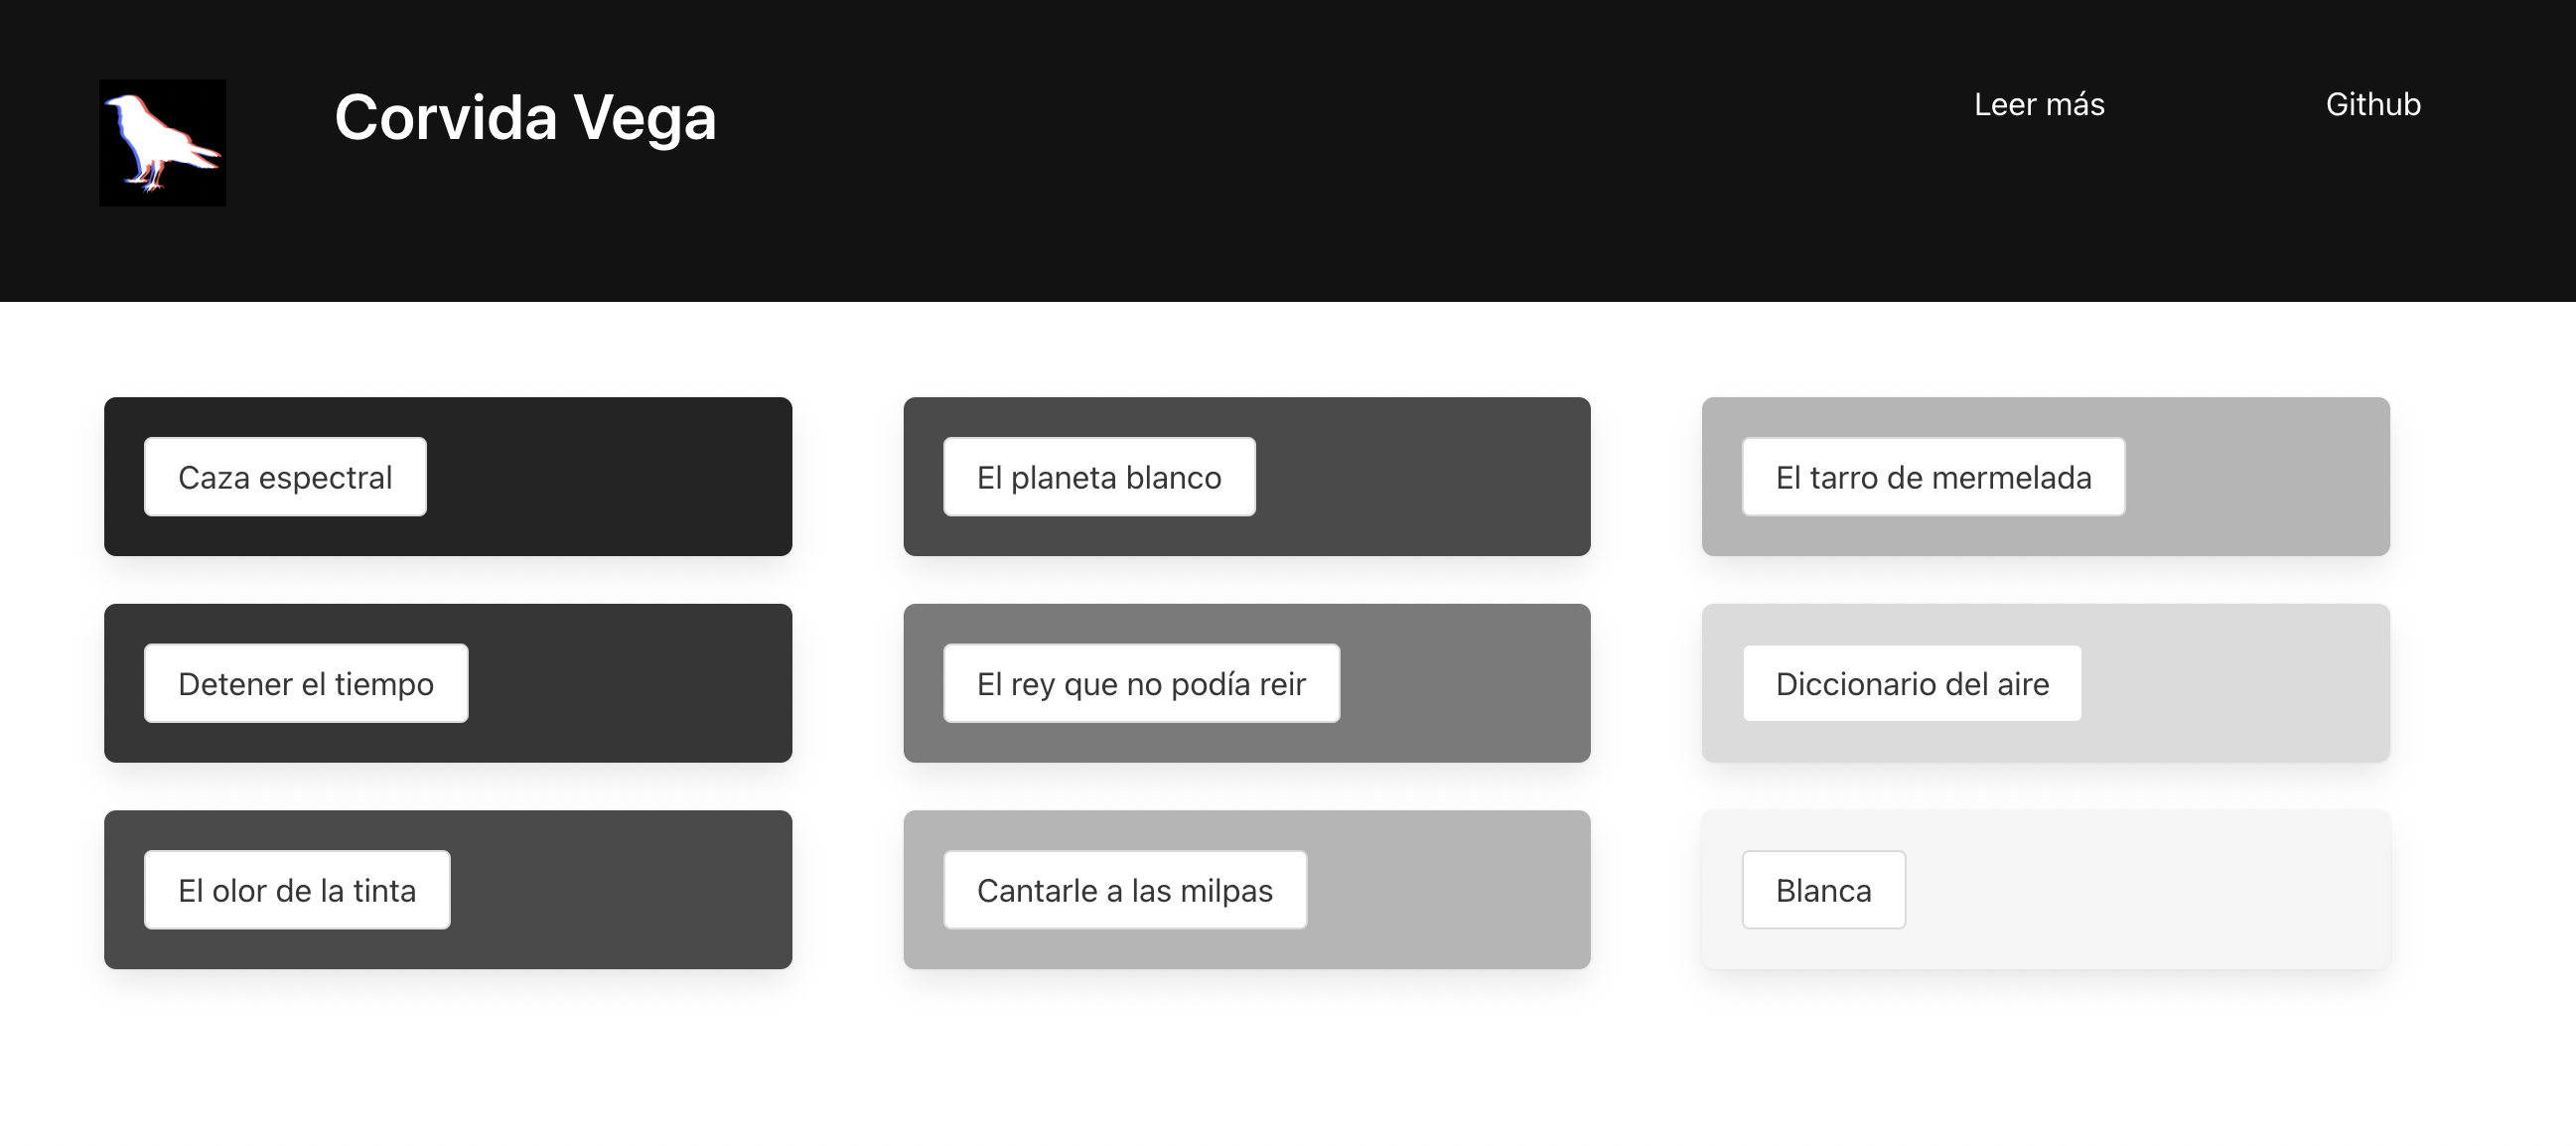 Corvida Vega
Leer más
Github
Caza espectral
El planeta blanco
El tarro de mermelada
Detener el tiempo
El rey que no podía reir
Diccionario del aire
El olor de la tinta
Cantarle a las milpas
Blanca